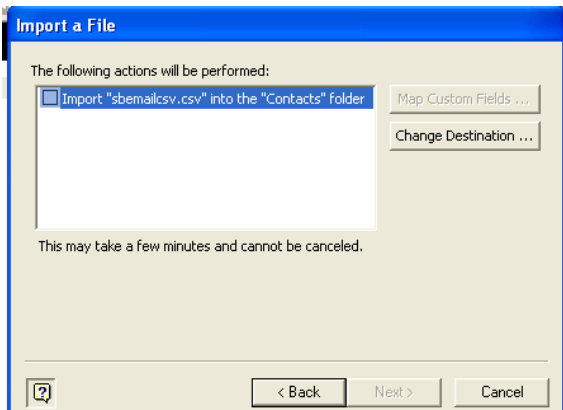 Import a File
The following actions will be performed:
Import "sbemailcsv.csv" into the "Contacts" folder
Map Custom Fields ...
Change Destination ...
This may take a few minutes and cannot be canceled.
?
< Back
Next >
Cancel